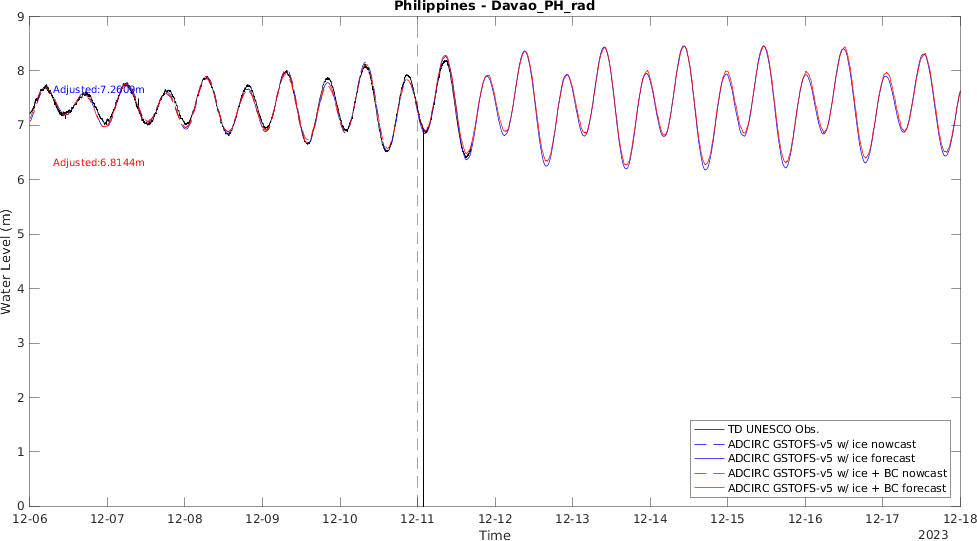 Philippines - Davao_PH_rad
9
8
7
6
5
4
3
2
1
0
Water Level (m)
Adjusted:7.2609m
Adjusted:6.8144m
TD UNESCO Obs.
ADCIRC GSTOFS-v5 w/ ice nowcast
ADCIRC GSTOFS-v5 w/ ice forecast
ADCIRC GSTOFS-v5 w/ ice + BC nowcast
ADCIRC GSTOFS-v5 w/ ice + BC forecast
12-06 12-07 12-08 12-09 12-10 12-11 12-12 12-13 12-14 12-15 12-16 12-17 12-18
Time
2023